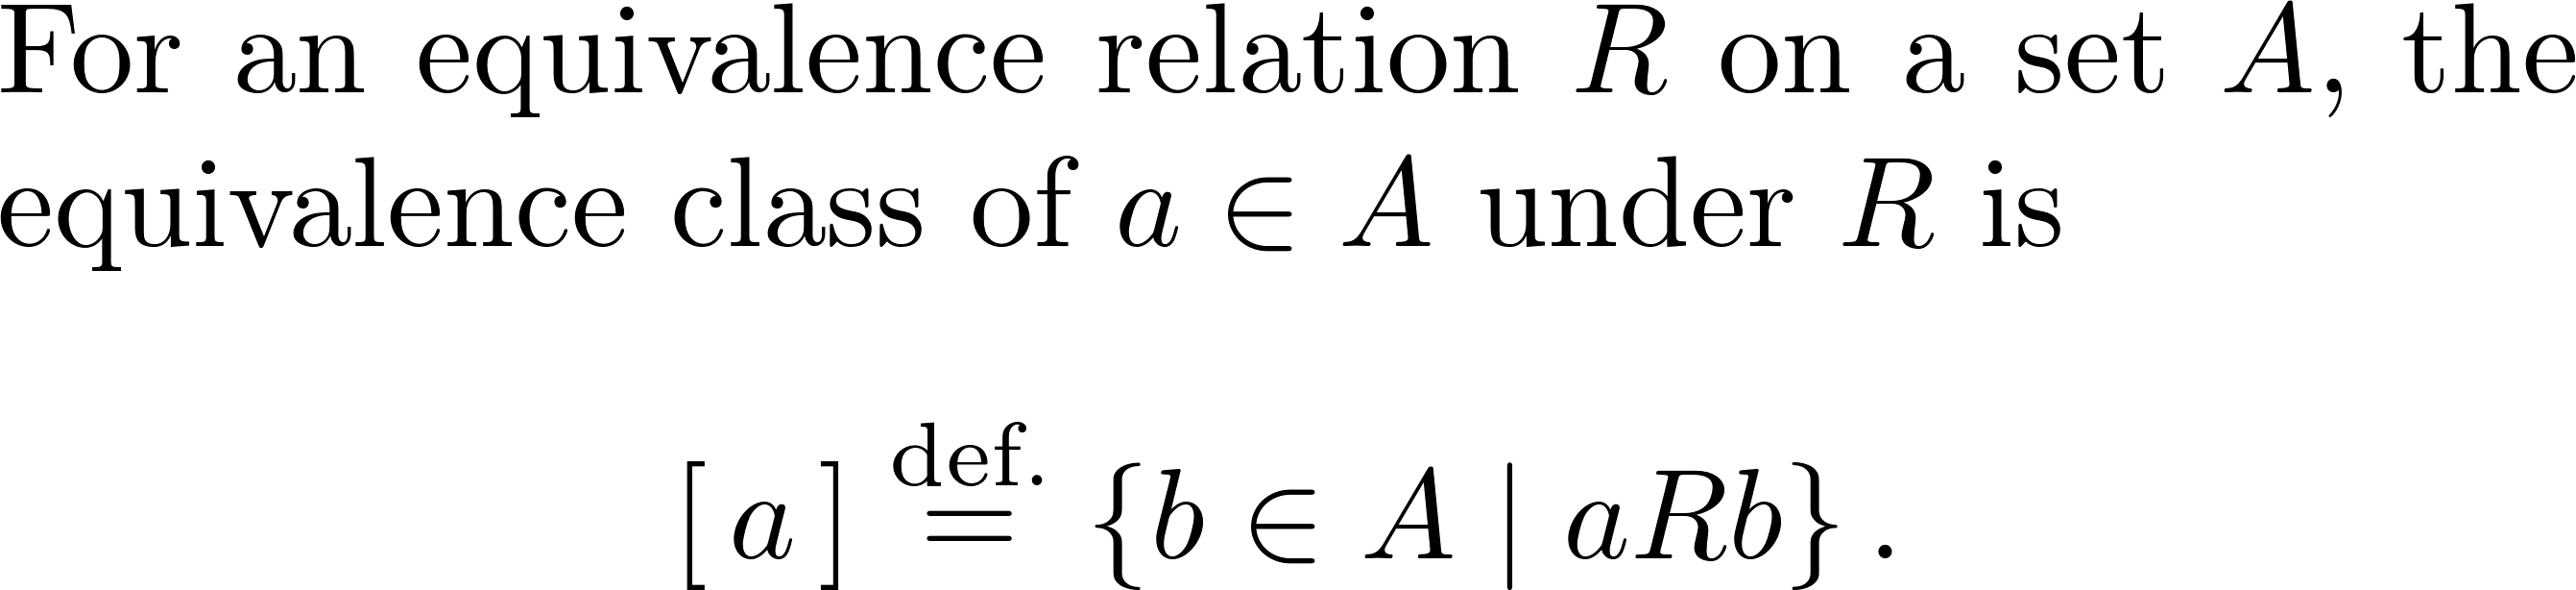 For an equivalence relation R on a set A, the
equivalence class of a ∈ A under R is
[ a ] def. = {b ∈ A | aRb} .